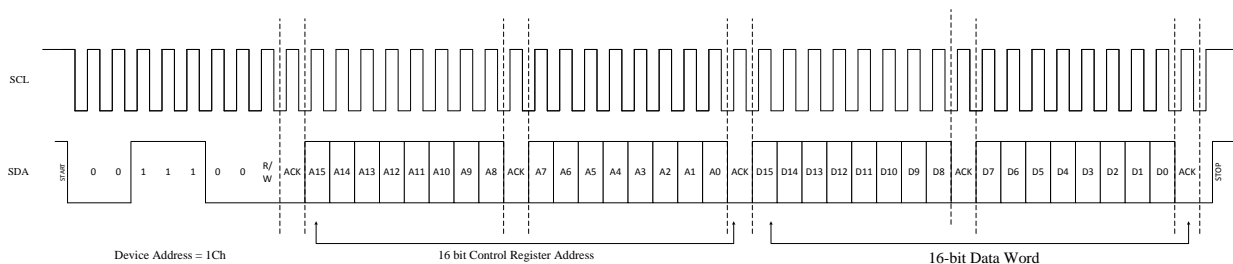 SCL
SDA START 0 0 1 1 1 0 0 R/W ACK A15 A14 A13 A12 A11 A10 A9 A8 ACK A7 A6 A5 A4 A3 A2 A1 A0 ACK D15 D14 D13 D12 D11 D10 D9 D8 ACK D7 D6 D5 D4 D3 D2 D1 D0 ACK STOP
Device Address = 1Ch 16 bit Control Register Address 16-bit Data Word